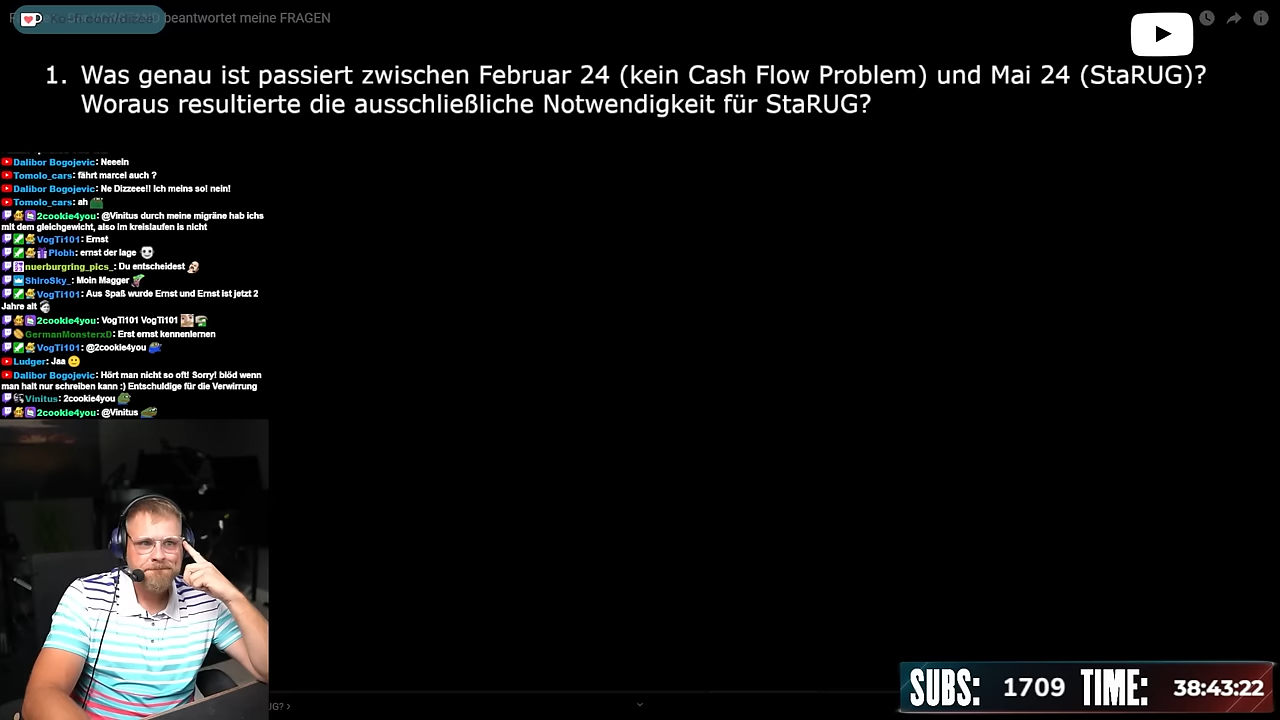 Ko-fi.com/dizee
beantwortet meine FRAGEN
1. Was genau ist passiert zwischen Februar 24 (kein Cash Flow Problem) und Mai 24 (StaRUG)?
Woraus resultierte die ausschließliche Notwendigkeit für StaRUG?
Dalibor Bogojevic: Neeein
Tomolo_cars: fährt marcel auch ?
Dalibor Bogojevic: Ne Dizzeee!! Ich meins so! nein!
Tomolo_cars: ah
2cookie4you: @Vinitus durch meine migräne hab ichs
mit dem gleichgewicht, also im kreislaufen is nicht
VogTi101: Ernst
Plobh: ernst der lage
nuerburgring_pics_: Du entscheidest
ShiroSky_: Moin Magger
VogTi101: Aus Spaß wurde Ernst und Ernst ist jetzt 2
Jahre alt
2cookie4you: VogTi101 VogTi101
GermanMonsterxD: Erst ernst kennenlernen
VogTi101: @2cookie4you
Ludger: Jaa
Dalibor Bogojevic: Hört man nicht so oft! Sorry! blöd wenn
man halt nur schreiben kann :) Entschuldige für die Verwirrung
Vinitus: 2cookie4you
2cookie4you: @Vinitus
UG? ›
SUBS: 1709 TIME: 38:43:22